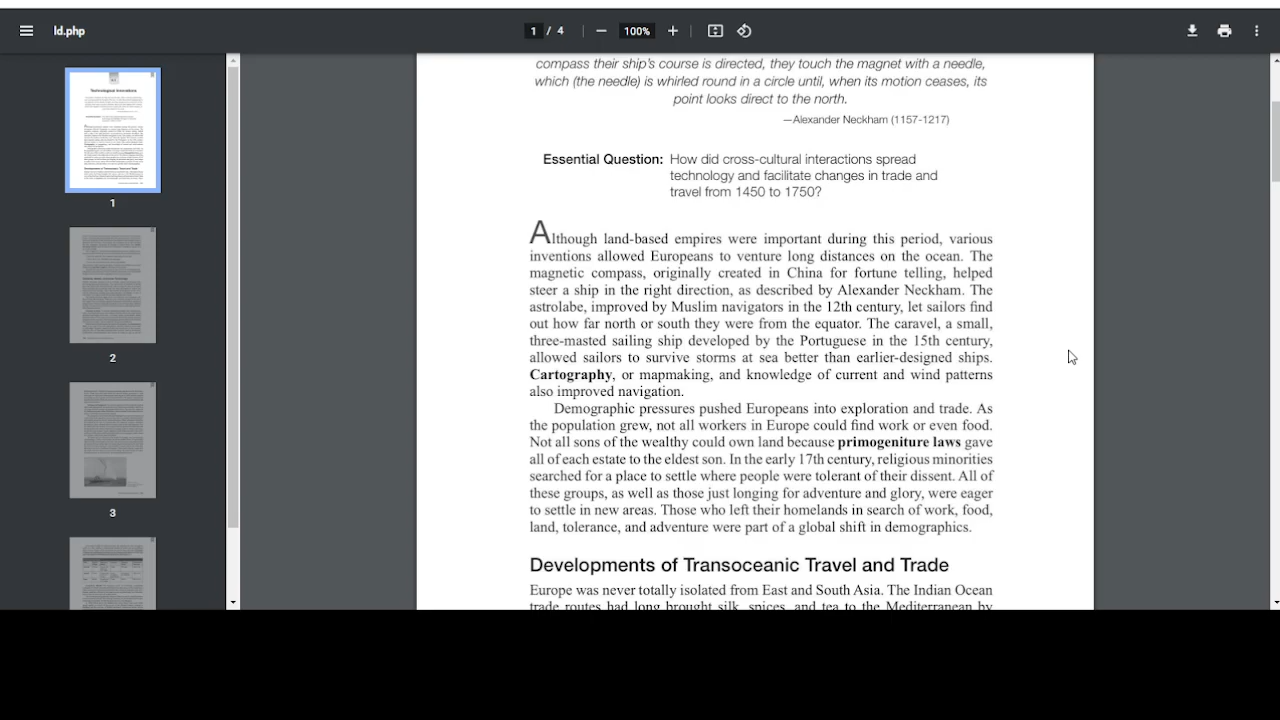 ld.php
1 / 4
100%
compass their ship's course is directed, they touch the magnet with a needle,
which (the needle) is whirled round in a circle until, when its motion ceases, its
point looks direct to the north.
—Alexander Neckham (1157-1217)
Essential Question: How did cross-cultural interactions spread
technology and facilitate changes in trade and
travel from 1450 to 1750?
Although land-based empires were important during this period, various
inventions allowed Europeans to venture long distances on the ocean. The
magnetic compass, originally created in China for fortune telling, helped
steer a ship in the right direction, as described by Alexander Neckham. The
astrolabe, improved by Muslim navigators in the 12th century, let sailors find
out how far north or south they were from the equator. The caravel, a small,
three-masted sailing ship developed by the Portuguese in the 15th century,
allowed sailors to survive storms at sea better than earlier-designed ships.
Cartography, or mapmaking, and knowledge of current and wind patterns
also improved navigation.
Demographic pressures pushed Europeans into exploration and trade. As
the population grew, not all workers in Europe could find work or even food.
Not all sons of the wealthy could own land because primogeniture laws gave
all of each estate to the eldest son. In the early 17th century, religious minorities
searched for a place to settle where people were tolerant of their dissent. All of
these groups, as well as those just longing for adventure and glory, were eager
to settle in new areas. Those who left their homelands in search of work, food,
land, tolerance, and adventure were part of a global shift in demographics.
Developments of Transoceanic Travel and Trade
Europe was never totally isolated from East and South Asia. The Indian Ocean
had long brought silk, spices, to the Mediterranean by
Technological Innovations
1
2
3